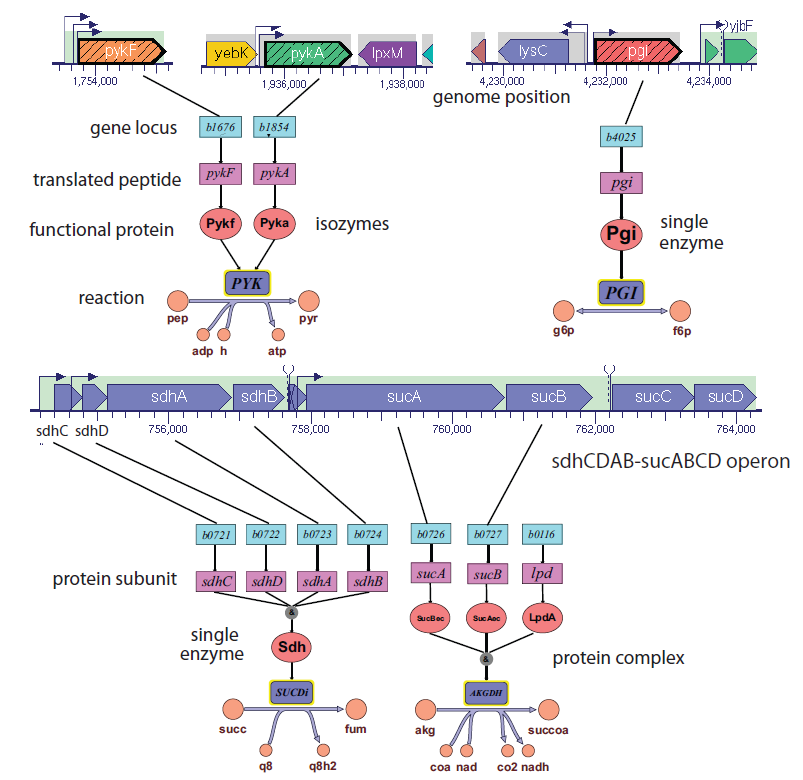 pykF
yebK
pykA
lpxM
lysC
pgi
yjbF
1,754,000
1,936,000
1,938,000
4,230,000
4,232,000
4,234,000
genome position
gene locus
b1676
b1854
b4025
translated peptide
pykF
pykA
pgi
functional protein
Pykf
Pyka
isozymes
Pgi
single
enzyme
PYK
PGI
reaction
pep
pyr
adp
h
atp
g6p
f6p
sdhA
sdhB
sucA
sucB
sucC
sucD
sdhC
sdhD
756,000
758,000
760,000
762,000
764,000
sdhCDAB-sucABCD operon
b0721
b0722
b0723
b0724
b0726
b0727
b0116
protein subunit
sdhC
sdhD
sdhA
sdhB
sucA
sucB
lpd
&
SucBec
SucAec
LpdA
single
enzyme
Sdh
&
protein complex
SUCDi
AKGDH
succ
fum
akg
succoa
q8
q8h2
coa
nad
co2
nadh